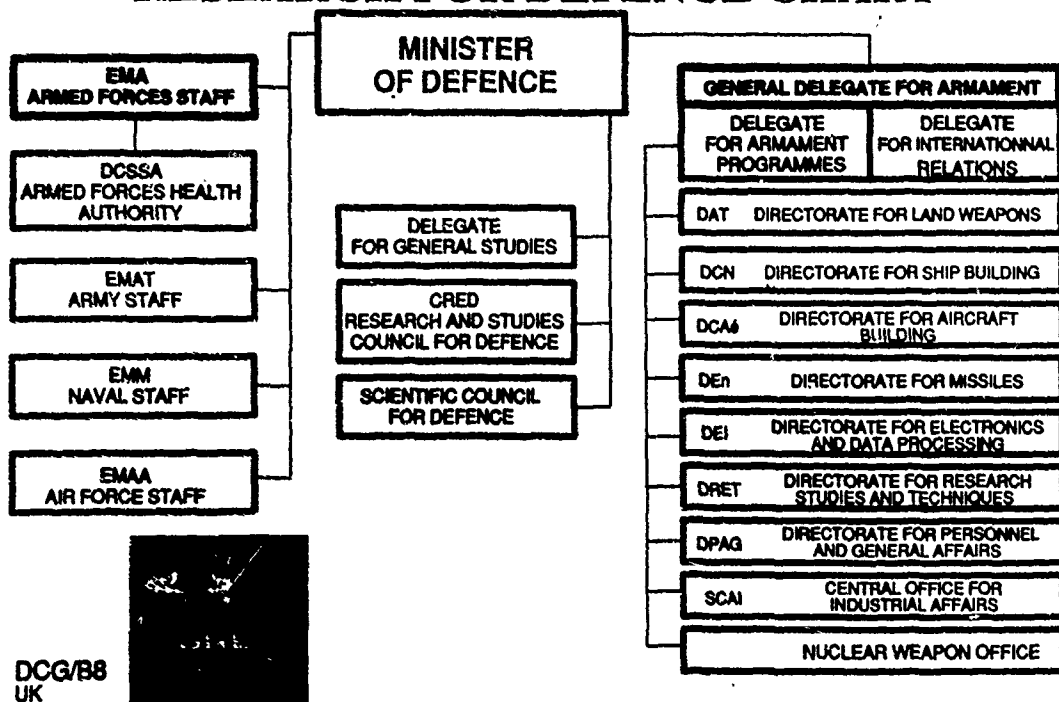 RESEARCH FOR DEFENCE CHART
MINISTER
OF DEFENCE
EMA
ARMED FORCES STAFF
DCSSA
ARMED FORCES HEALTH
AUTHORITY
EMAT
ARMY STAFF
EMM
NAVAL STAFF
EMAA
AIR FORCE STAFF
DELEGATE
FOR GENERAL STUDIES
CRED
RESEARCH AND STUDIES
COUNCIL FOR DEFENCE
SCIENTIFIC COUNCIL
FOR DEFENCE
GENERAL DELEGATE FOR ARMAMENT
DELEGATE
FOR ARMAMENT
PROGRAMMES
DELEGATE
FOR INTERNATIONNAL
RELATIONS
DAT DIRECTORATE FOR LAND WEAPONS
DCN DIRECTORATE FOR SHIP BUILDING
DCAé DIRECTORATE FOR AIRCRAFT
BUILDING
DEn DIRECTORATE FOR MISSILES
DEI DIRECTORATE FOR ELECTRONICS
AND DATA PROCESSING
DRET DIRECTORATE FOR RESEARCH
STUDIES AND TECHNIQUES
DPAG DIRECTORATE FOR PERSONNEL
AND GENERAL AFFAIRS
SCAI CENTRAL OFFICE FOR
INDUSTRIAL AFFAIRS
NUCLEAR WEAPON OFFICE
DCG/B8
UK